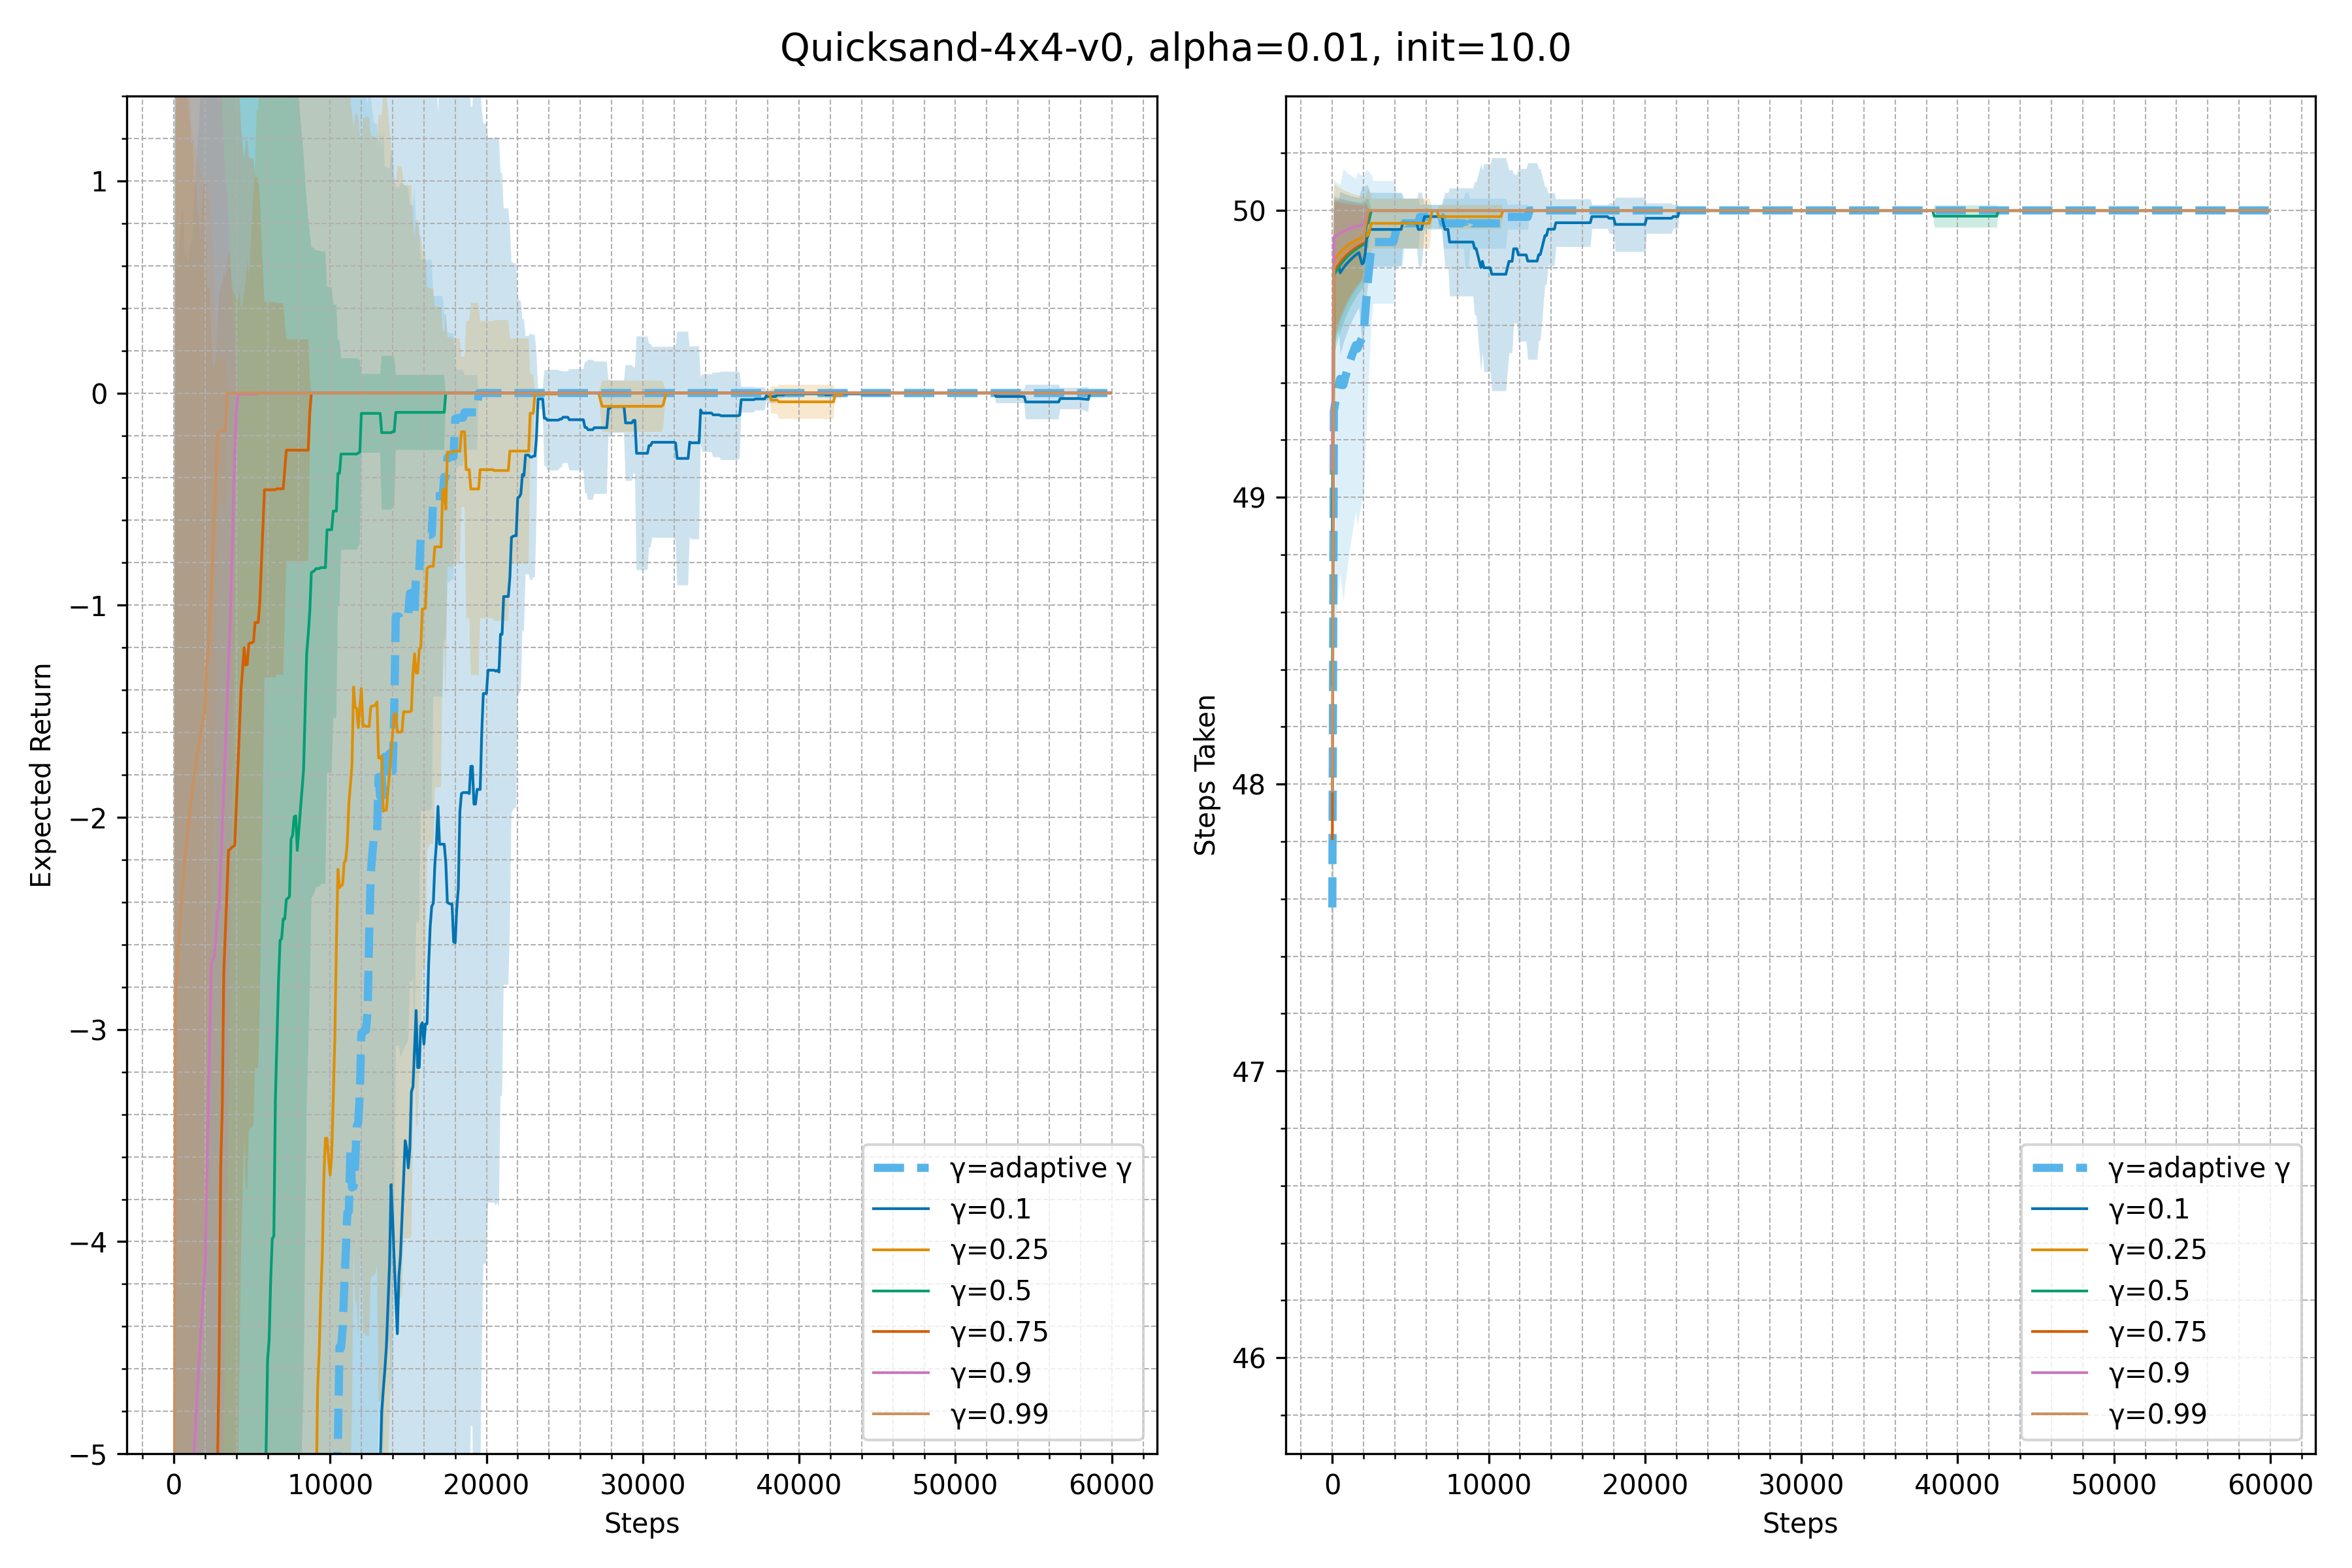 Quicksand-4x4-v0, alpha=0.01, init=10.0
Expected Return
1
0
−1
−2
−3
−4
−5
0 10000 20000 30000 40000 50000 60000
Steps
γ=adaptive γ
γ=0.1
γ=0.25
γ=0.5
γ=0.75
γ=0.9
γ=0.99
Steps Taken
50
49
48
47
46
0 10000 20000 30000 40000 50000 60000
Steps
γ=adaptive γ
γ=0.1
γ=0.25
γ=0.5
γ=0.75
γ=0.9
γ=0.99